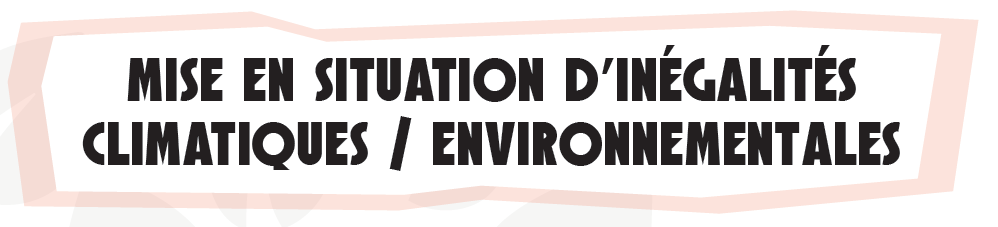 MISE EN SITUATION D'INÉGALITÉS
CLIMATIQUES / ENVIRONNEMENTALES